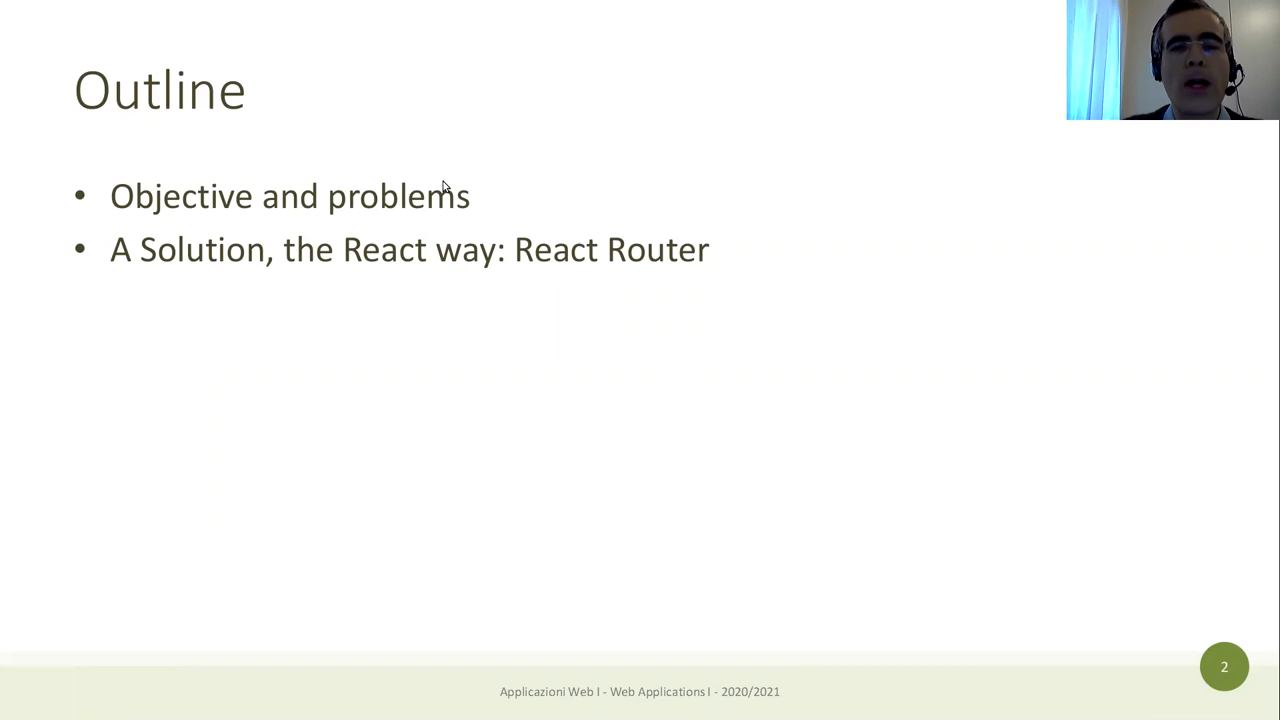 Outline
• Objective and problems
• A Solution, the React way: React Router
2
Applicazioni Web I - Web Applications I - 2020/2021